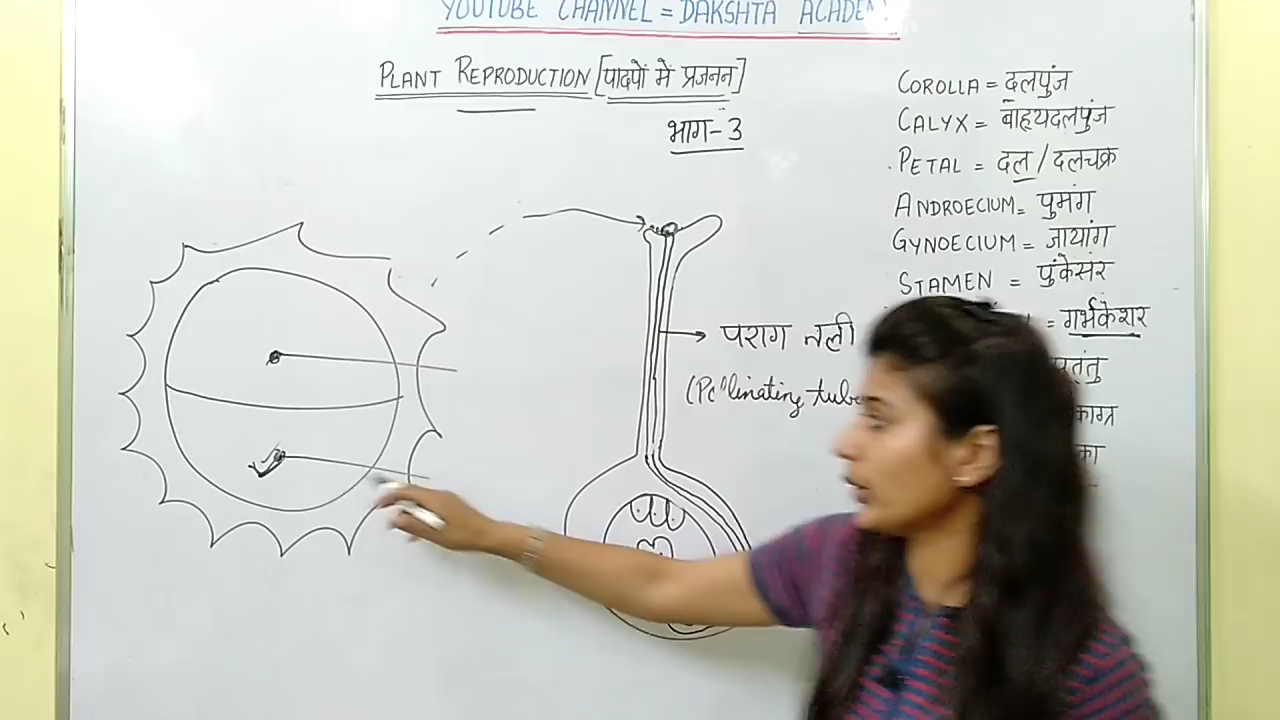 YOUTUBE CHANNEL = DAKSHTA ACADE
PLANT REPRODUCTION [पादपों में प्रजनन]
भाग-3
COROLLA = दलपुंज
CALYX = बाह्यदलपुंज
PETAL = दल / दलचक्र
ANDROECIUM = पुमंग
GYNOECIUM = जायांग
STAMEN = पुंकेसर
= गर्भकेशर
पराग नली